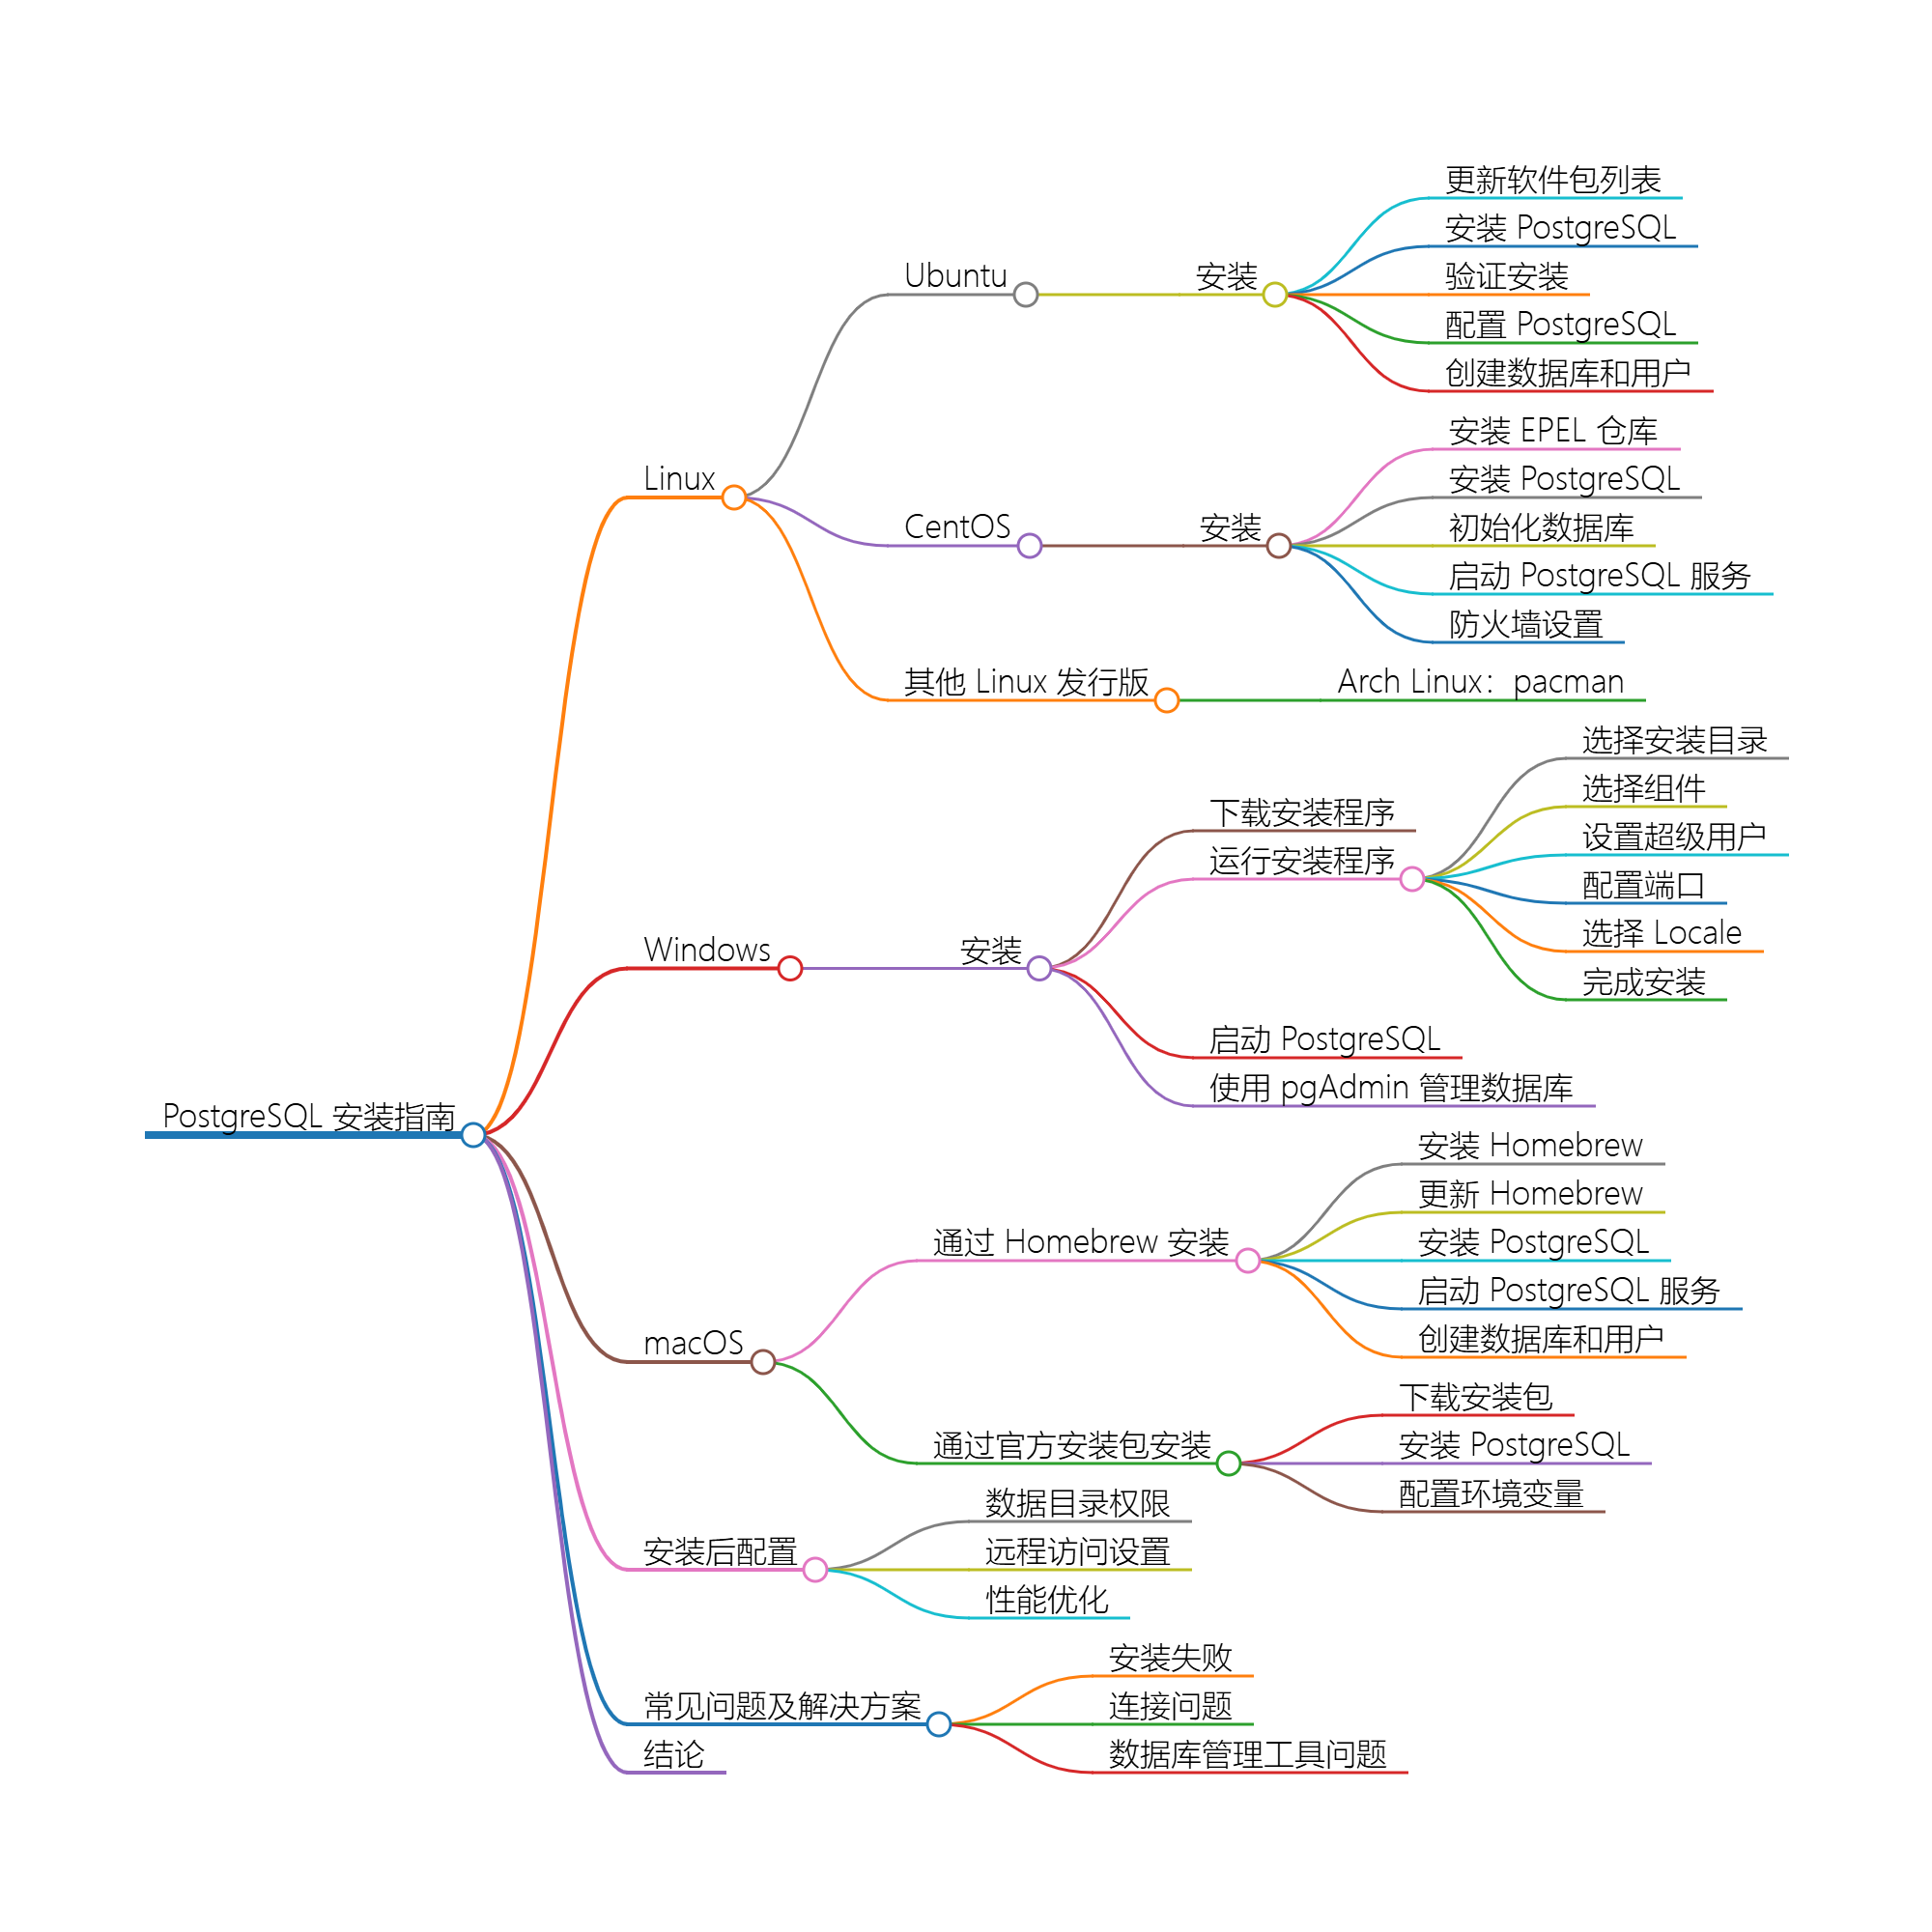 PostgreSQL 安装指南
Linux
Ubuntu
安装
更新软件包列表
安装 PostgreSQL
验证安装
配置 PostgreSQL
创建数据库和用户
CentOS
安装
安装 EPEL 仓库
安装 PostgreSQL
初始化数据库
启动 PostgreSQL 服务
防火墙设置
其他 Linux 发行版
Arch Linux：pacman
Windows
安装
下载安装程序
运行安装程序
选择安装目录
选择组件
设置超级用户
配置端口
选择 Locale
完成安装
启动 PostgreSQL
使用 pgAdmin 管理数据库
macOS
通过 Homebrew 安装
安装 Homebrew
更新 Homebrew
安装 PostgreSQL
启动 PostgreSQL 服务
创建数据库和用户
通过官方安装包安装
下载安装包
安装 PostgreSQL
配置环境变量
安装后配置
数据目录权限
远程访问设置
性能优化
常见问题及解决方案
安装失败
连接问题
数据库管理工具问题
结论